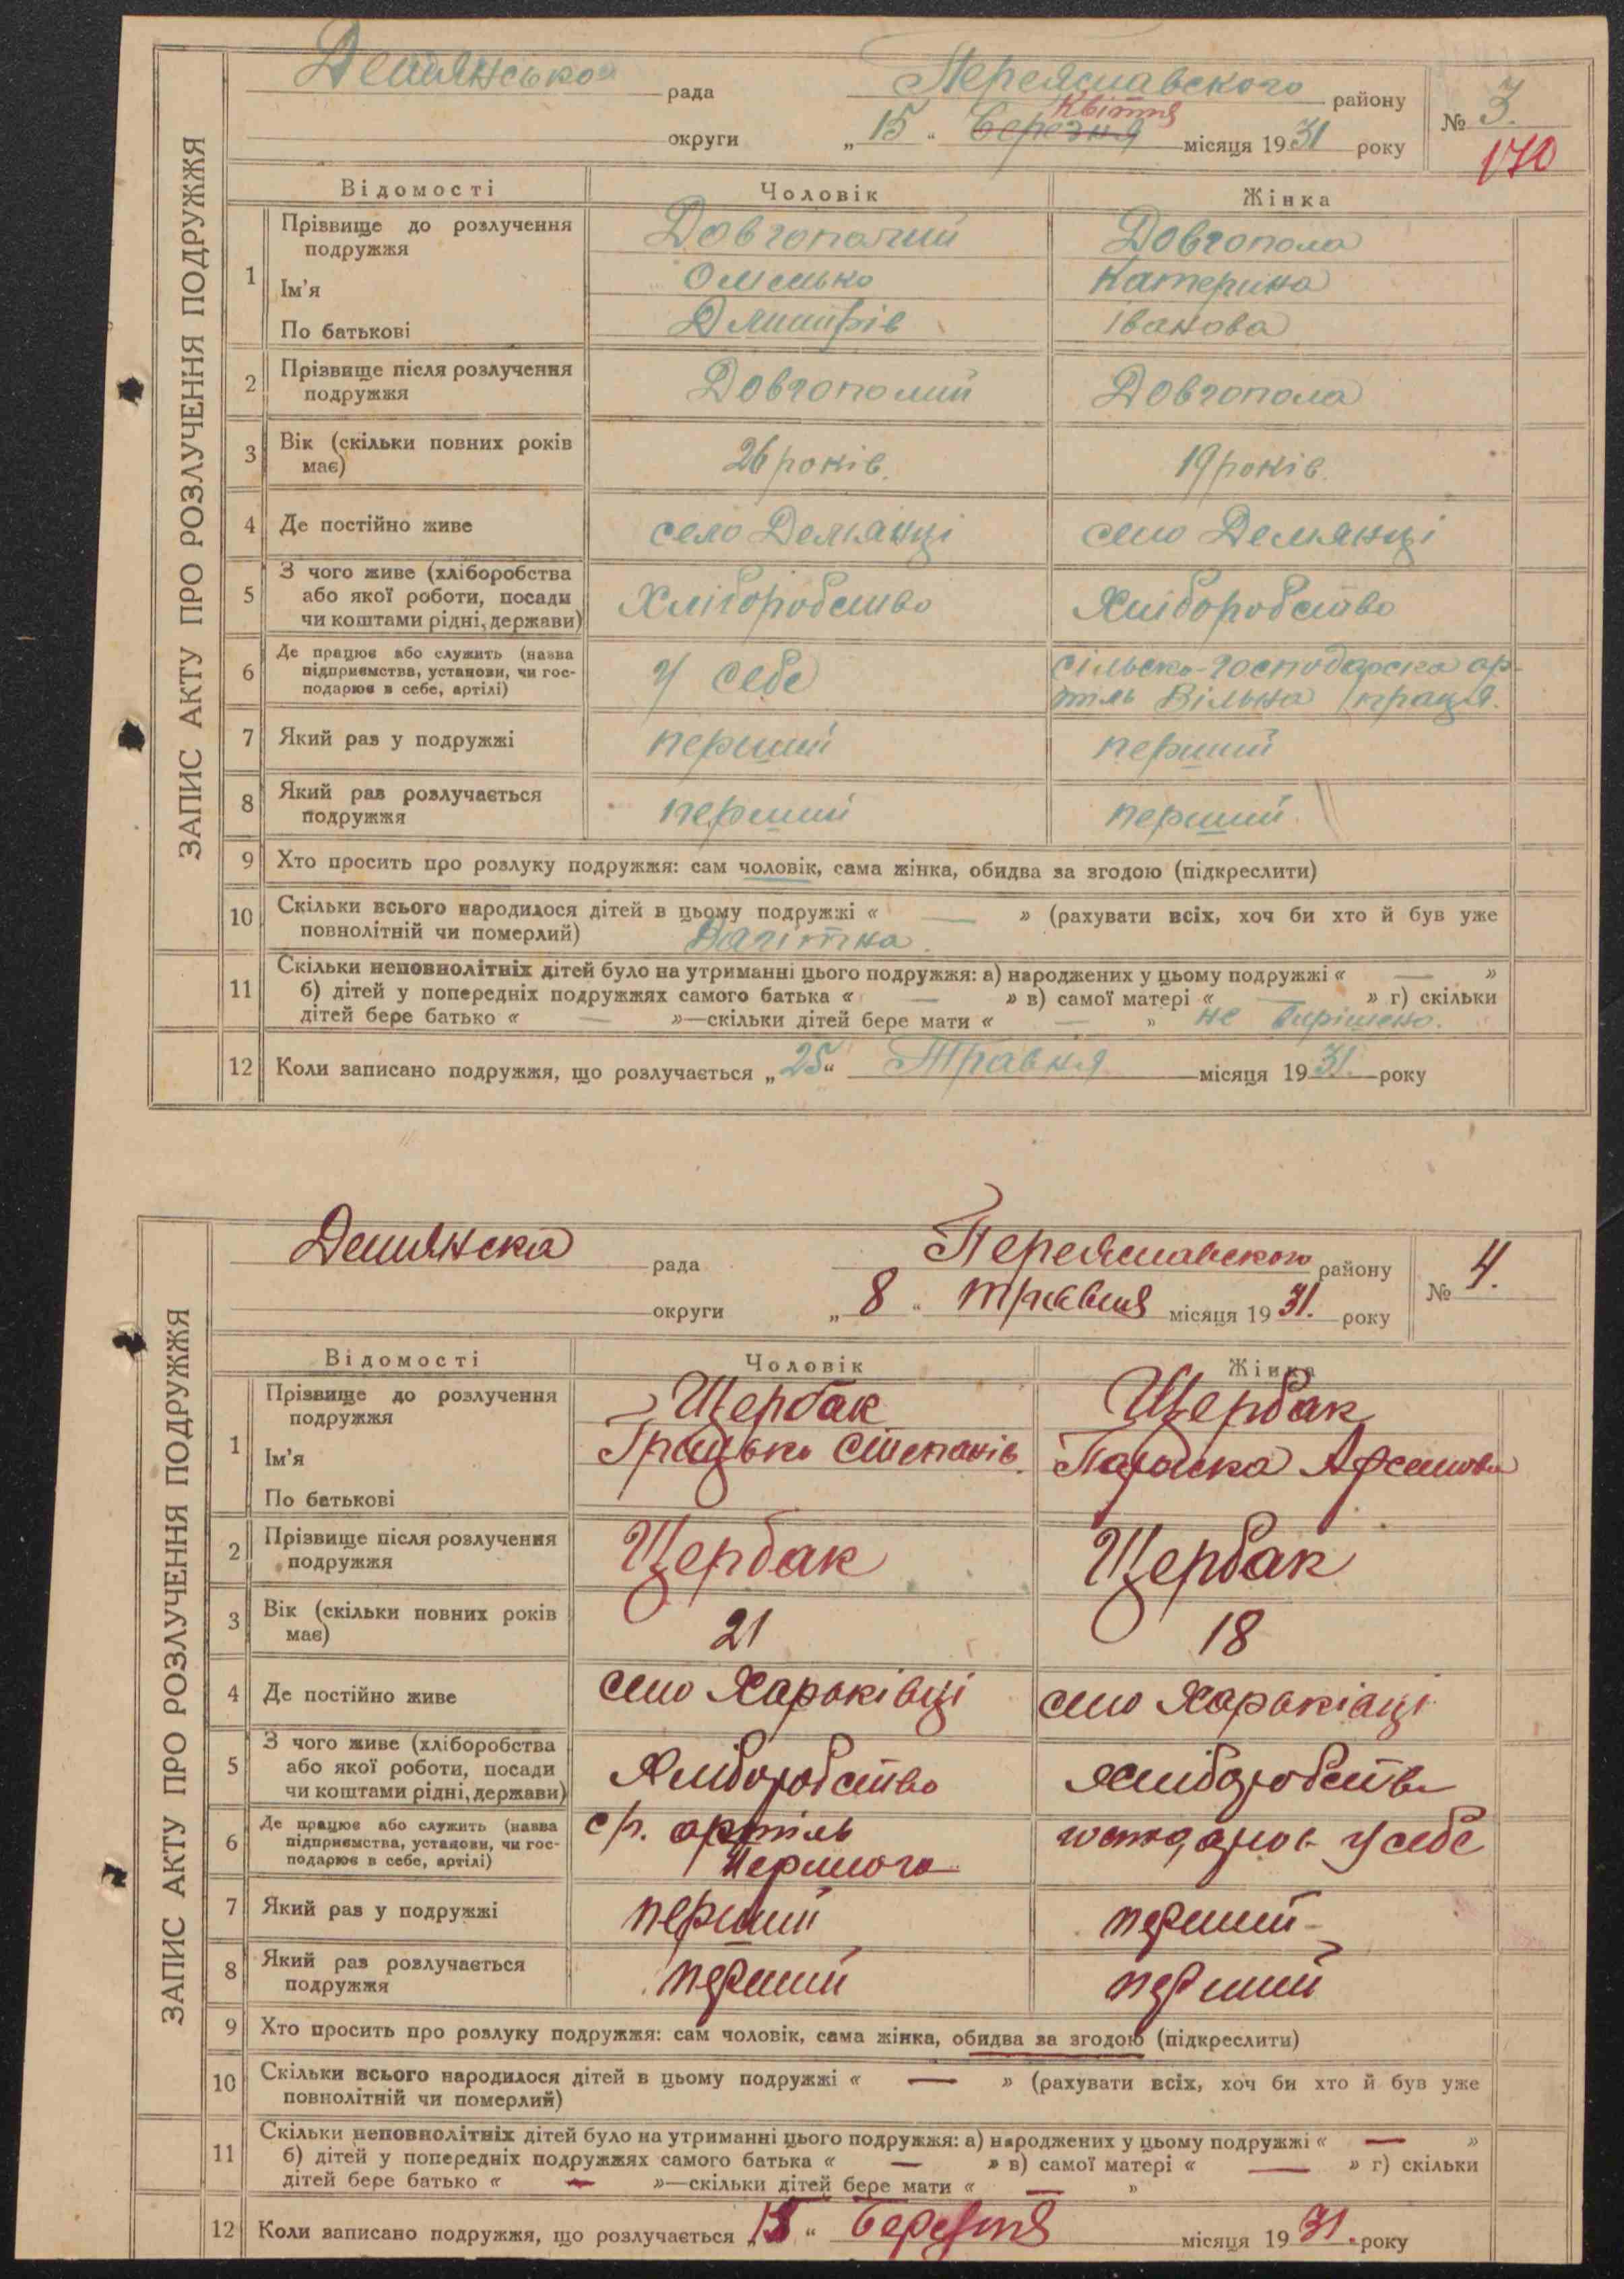 ЗАПИС АКТУ ПРО РОЗЛУЧЕННЯ ПОДРУЖЖЯ
Демянсько рада Переяславського району № 3.
170
Квітня
округи „15" березня місяця 1931 року
Відомості Чоловік Жінка
1 Прізвище до розлучення подружжя Довгополий Довгопола
Ім'я Омелько Катерина
По батькові Дмитрів Іванова
2 Прізвище після розлучення подружжя Довгополий Довгопола
3 Вік (скільки повних років має) 26 років. 19 років.
4 Де постійно живе село Демянці село Демянці
5 З чого живе (хліборобства або якої роботи, посади чи коштами рідні, держави) Хліборобство Хліборобство
6 Де працює або служить (назва підприємства, установи, чи господарює в себе, артілі) У себе сільсько-господарска артиль Вільна праця.
7 Який раз у подружжі перший перший
8 Який раз розлучається подружжя перший перший
9 Хто просить про розлуку подружжя: сам чоловік, сама жінка, обидва за згодою (підкреслити)
10 Скільки всього народилося дітей в цьому подружжі « — » (рахувати всіх, хоч би хто й був уже
повнолітній чи померлий) Вагітна.
11 Скільки неповнолітніх дітей було на утриманні цього подружжя: а) народжених у цьому подружжі « — »
б) дітей у попередніх подружжях самого батька « — » в) самої матері « — » г) скільки
дітей бере батько « — »—скільки дітей бере мати « — » не вирішено.
12 Коли записано подружжя, що розлучається „25" Травня місяця 1931. року
ЗАПИС АКТУ ПРО РОЗЛУЧЕННЯ ПОДРУЖЖЯ
Демянска рада Переяславского району № 4.
округи „8" травня місяця 1931. року
Відомості Чоловік Жінка
1 Прізвище до розлучення подружжя Щербак Щербак
Ім'я Грицько Степанів. Параска
По батькові
2 Прізвище після розлучення подружжя Щербак Щербак
3 Вік (скільки повних років має) 21 18
4 Де постійно живе село Харьківці село Харьківці
5 З чого живе (хліборобства або якої роботи, посади чи коштами рідні, держави) Хліборобство хліборобство
6 Де працює або служить (назва підприємства, установи, чи господарює в себе, артілі) с/г. артіль Першого у себе
7 Який раз у подружжі перший перший
8 Який раз розлучається подружжя перший перший
9 Хто просить про розлуку подружжя: сам чоловік, сама жінка, обидва за згодою (підкреслити)
10 Скільки всього народилося дітей в цьому подружжі « — » (рахувати всіх, хоч би хто й був уже
повнолітній чи померлий)
11 Скільки неповнолітніх дітей було на утриманні цього подружжя: а) народжених у цьому подружжі « — »
б) дітей у попередніх подружжях самого батька « — » в) самої матері « — » г) скільки
дітей бере батько « — »—скільки дітей бере мати « — »
12 Коли записано подружжя, що розлучається „15" березня місяця 1931. року